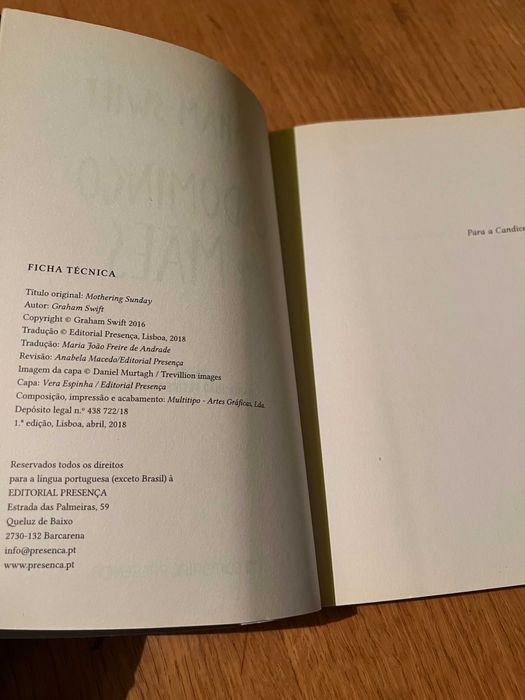 FICHA TÉCNICA
Título original: Mothering Sunday
Autor: Graham Swift
Copyright © Graham Swift 2016
Tradução © Editorial Presença, Lisboa, 2018
Tradução: Maria João Freire de Andrade
Revisão: Anabela Macedo/Editorial Presença
Imagem da capa © Daniel Murtagh / Trevillion images
Capa: Vera Espinha / Editorial Presença
Composição, impressão e acabamento: Multitipo - Artes Gráficas, Lda.
Depósito legal n.º 438 722/18
1.ª edição, Lisboa, abril, 2018
Reservados todos os direitos
para a língua portuguesa (exceto Brasil) à
EDITORIAL PRESENÇA
Estrada das Palmeiras, 59
Queluz de Baixo
2730-132 Barcarena
info@presenca.pt
www.presenca.pt
Para a Candice